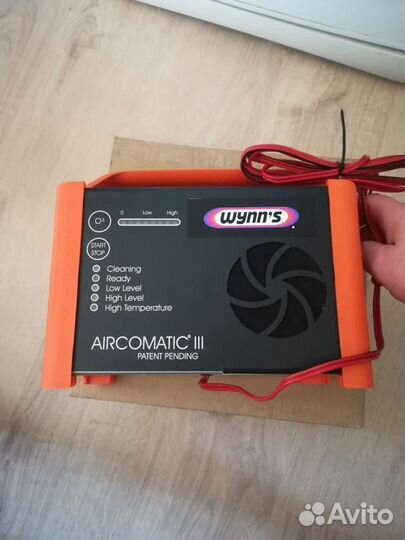 O³
0 Low High
Wynn's
START
STOP
Cleaning
Ready
Low Level
High Level
High Temperature
AIRCOMATIC® III
PATENT PENDING
Avito